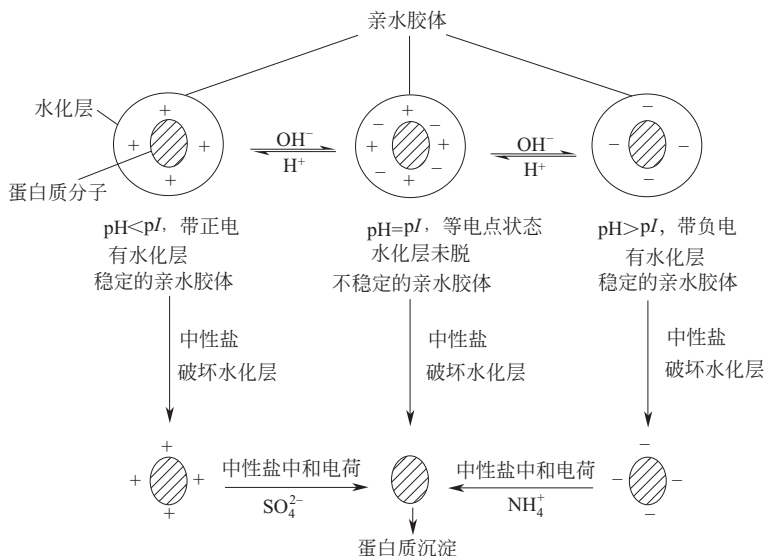 亲水胶体
水化层
蛋白质分子
+
+ +
+
OH⁻
H⁺
+
− −
+ +
− −
+
OH⁻
H⁺
−
− −
−
pH<pI，带正电
有水化层
稳定的亲水胶体
pH=pI，等电点状态
水化层未脱
不稳定的亲水胶体
pH>pI，带负电
有水化层
稳定的亲水胶体
中性盐
破坏水化层
中性盐
破坏水化层
中性盐
破坏水化层
+
+ +
+
中性盐中和电荷
SO₄²⁻
中性盐中和电荷
NH₄⁺
−
− −
−
蛋白质沉淀